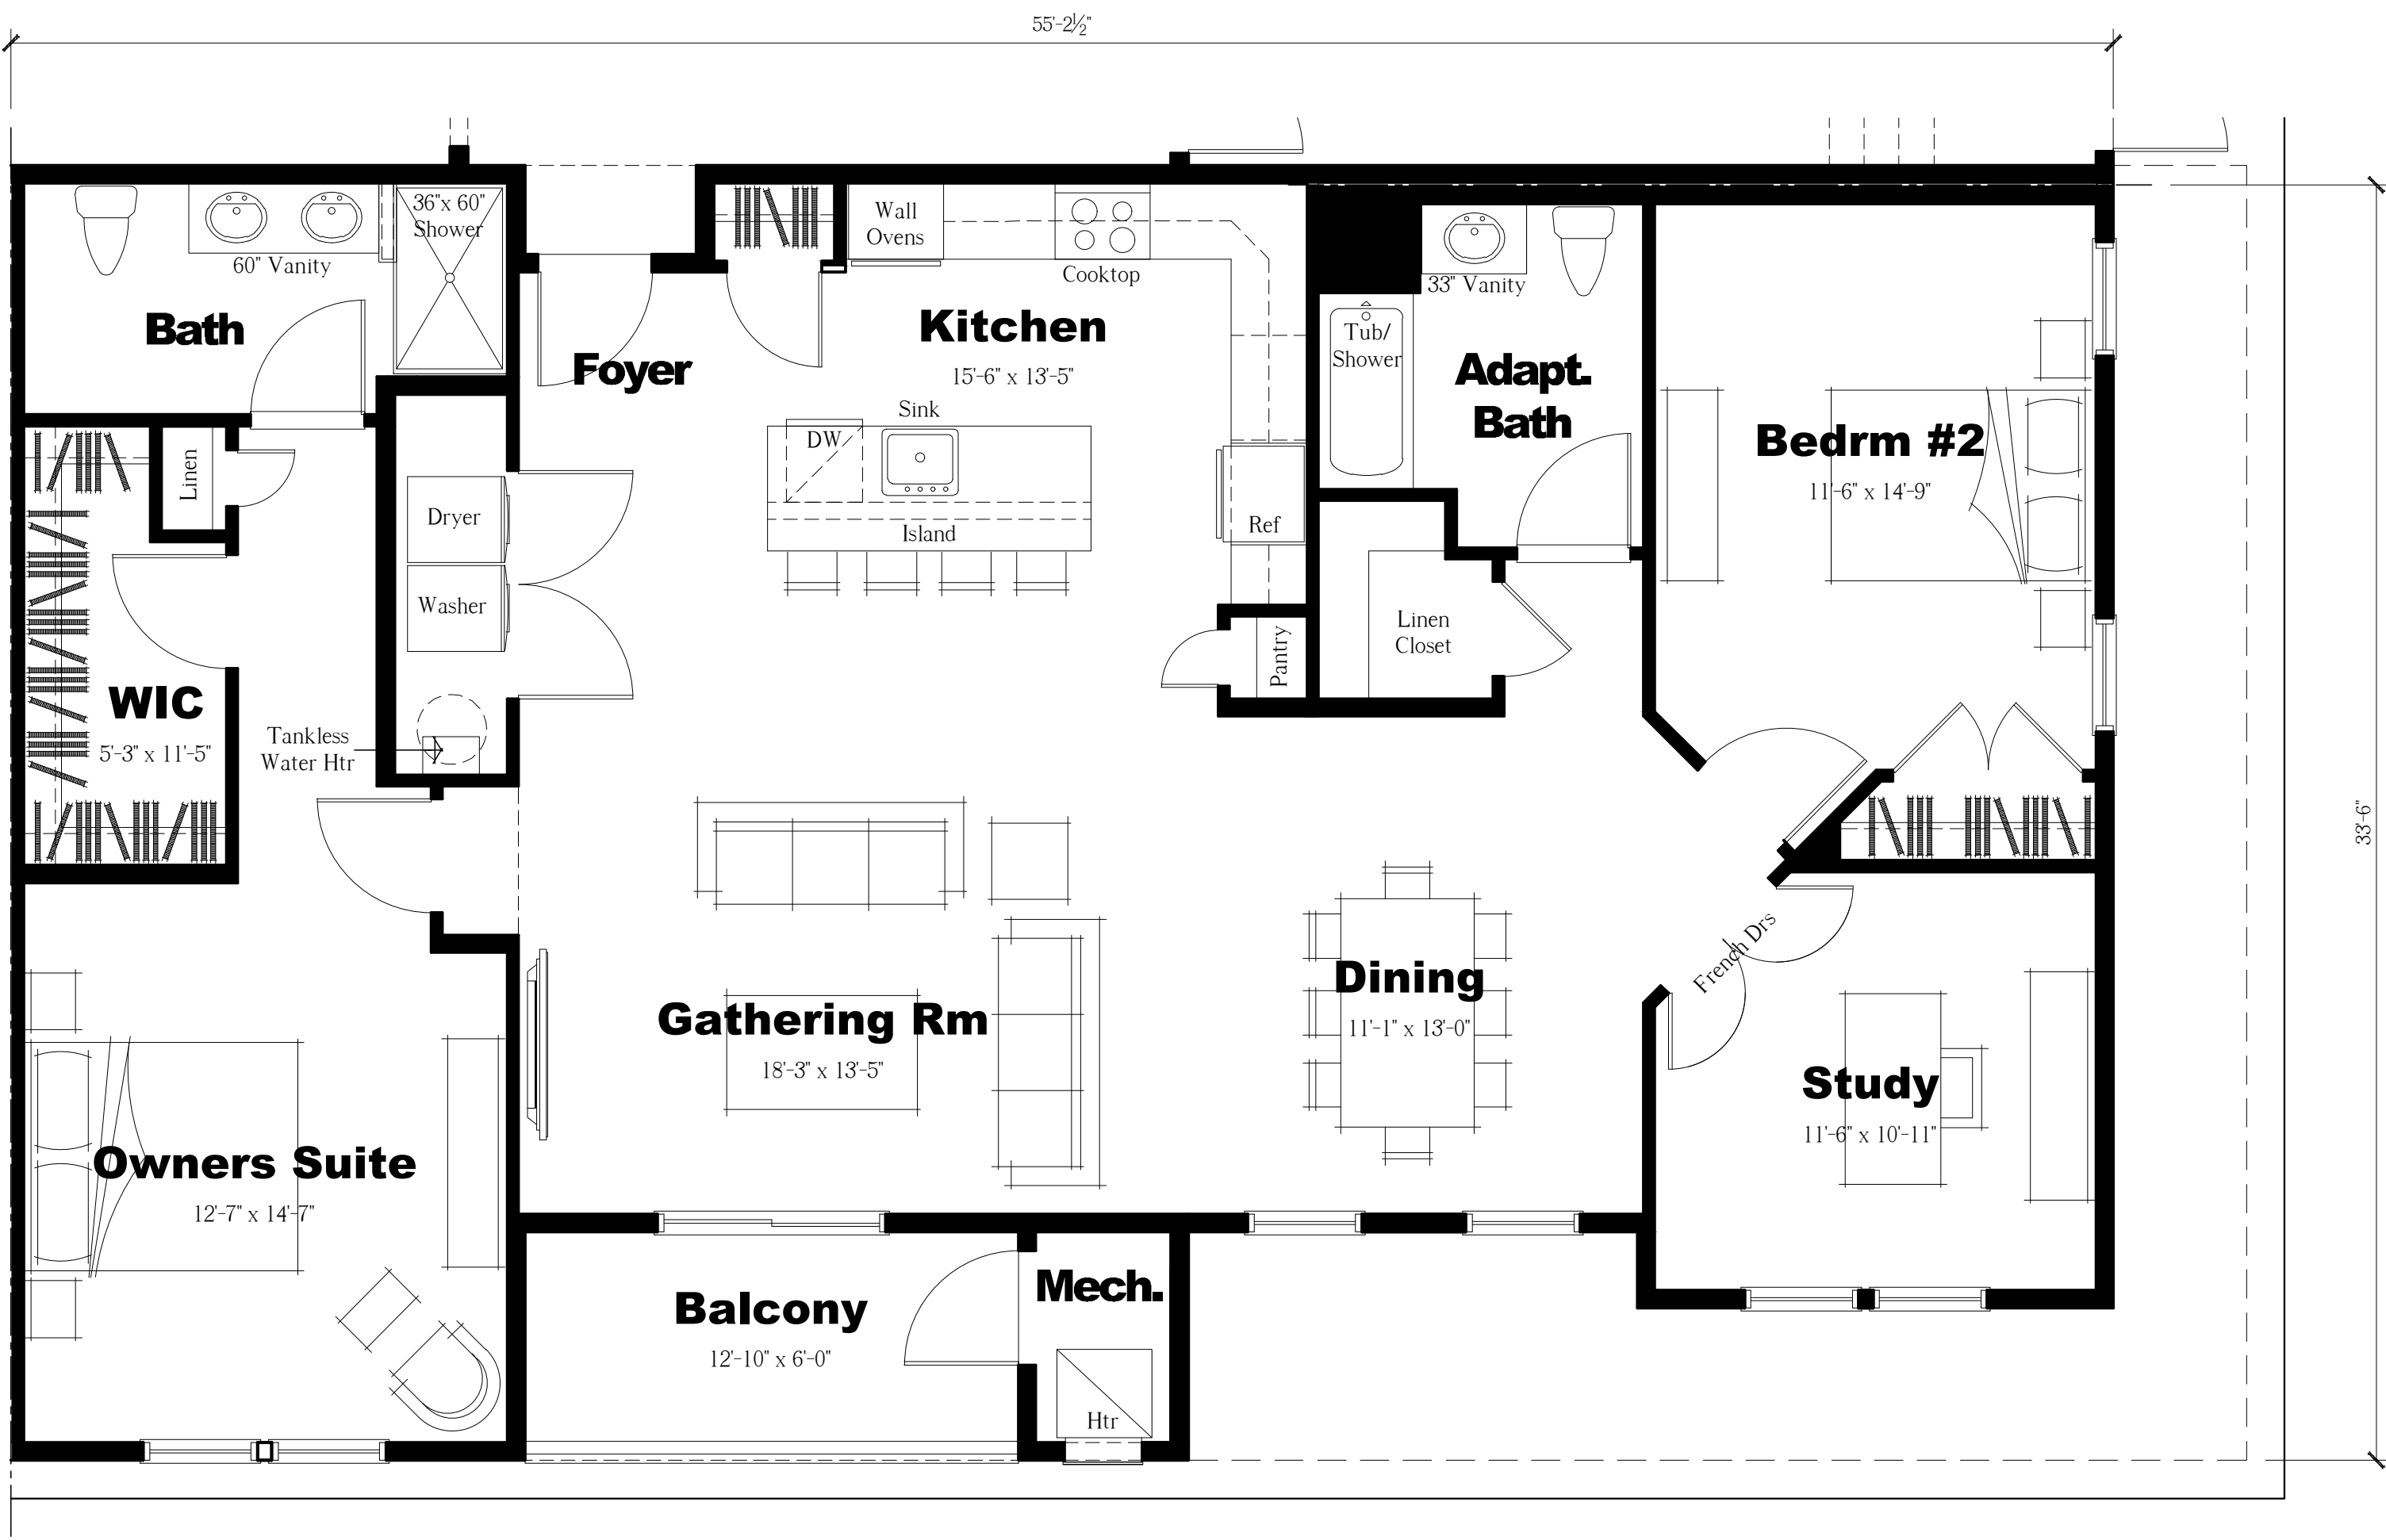 55'-2½"
36"x 60"
Shower
60" Vanity
Bath
Wall
Ovens
Cooktop
33" Vanity
Kitchen
15'-6" x 13'-5"
Foyer
Tub/
Shower
Adapt.
Bath
Sink
DW
Island
Bedrm #2
11'-6" x 14'-9"
Linen
Dryer
Ref
Washer
Linen
Closet
Pantry
WIC
5'-3" x 11'-5"
Tankless
Water Htr
33'-6"
French Drs
Dining
11'-1" x 13'-0"
Gathering Rm
18'-3" x 13'-5"
Study
11'-6" x 10'-11"
Owners Suite
12'-7" x 14'-7"
Mech.
Balcony
12'-10" x 6'-0"
Htr